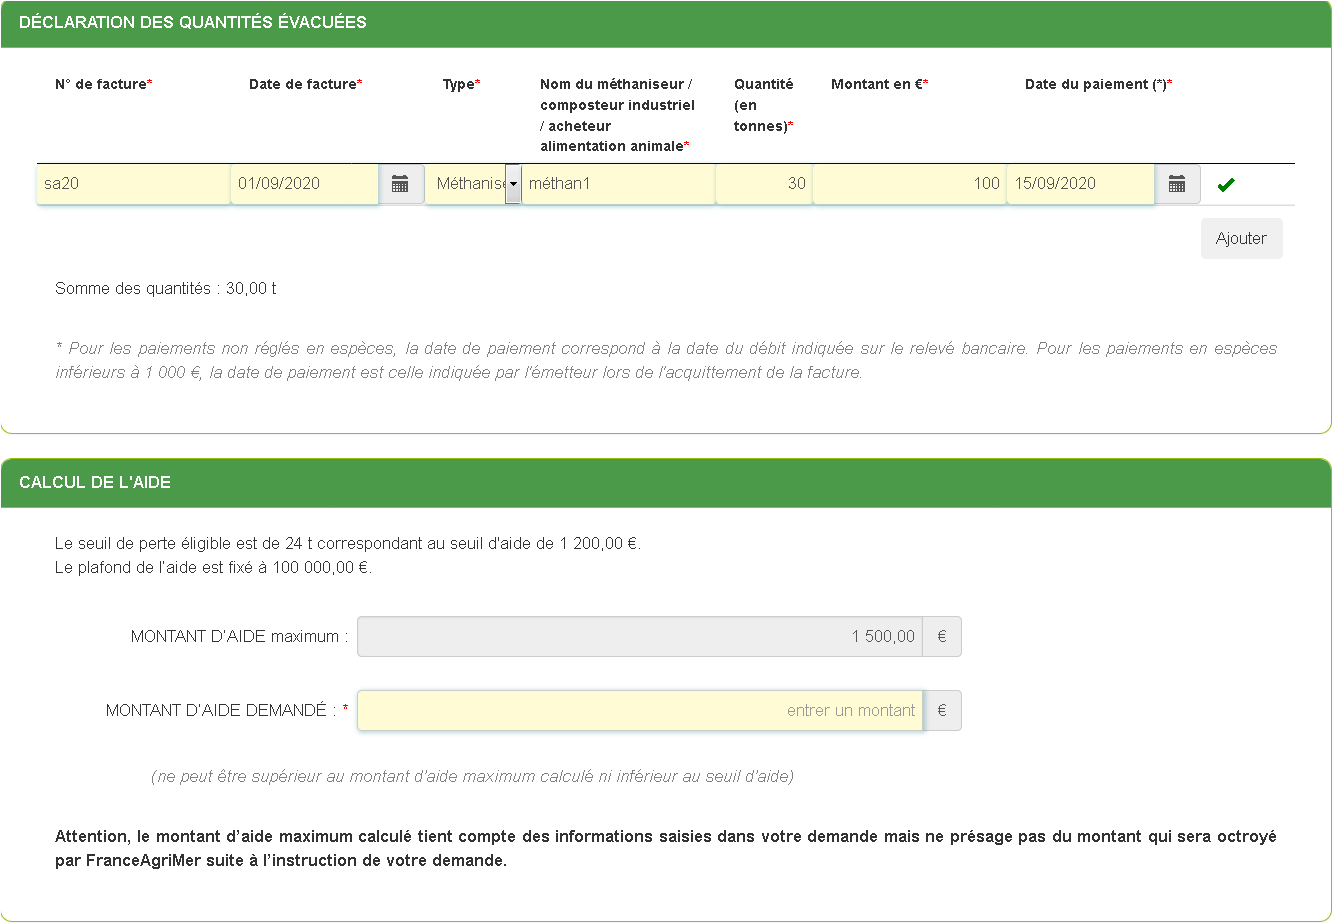 DÉCLARATION DES QUANTITÉS ÉVACUÉES
N° de facture* Date de facture* Type* Nom du méthaniseur / composteur industriel / acheteur alimentation animale* Quantité (en tonnes)* Montant en €* Date du paiement (*)*
sa20 01/09/2020 Méthanise méthan1 30 100 15/09/2020
Ajouter
Somme des quantités : 30,00 t
* Pour les paiements non réglés en espèces, la date de paiement correspond à la date du débit indiquée sur le relevé bancaire. Pour les paiements en espèces
inférieurs à 1 000 €, la date de paiement est celle indiquée par l'émetteur lors de l'acquittement de la facture.
CALCUL DE L'AIDE
Le seuil de perte éligible est de 24 t correspondant au seuil d'aide de 1 200,00 €.
Le plafond de l'aide est fixé à 100 000,00 €.
MONTANT D'AIDE maximum : 1 500,00 €
MONTANT D'AIDE DEMANDÉ : * entrer un montant €
(ne peut être supérieur au montant d'aide maximum calculé ni inférieur au seuil d'aide)
Attention, le montant d’aide maximum calculé tient compte des informations saisies dans votre demande mais ne présage pas du montant qui sera octroyé
par FranceAgriMer suite à l’instruction de votre demande.